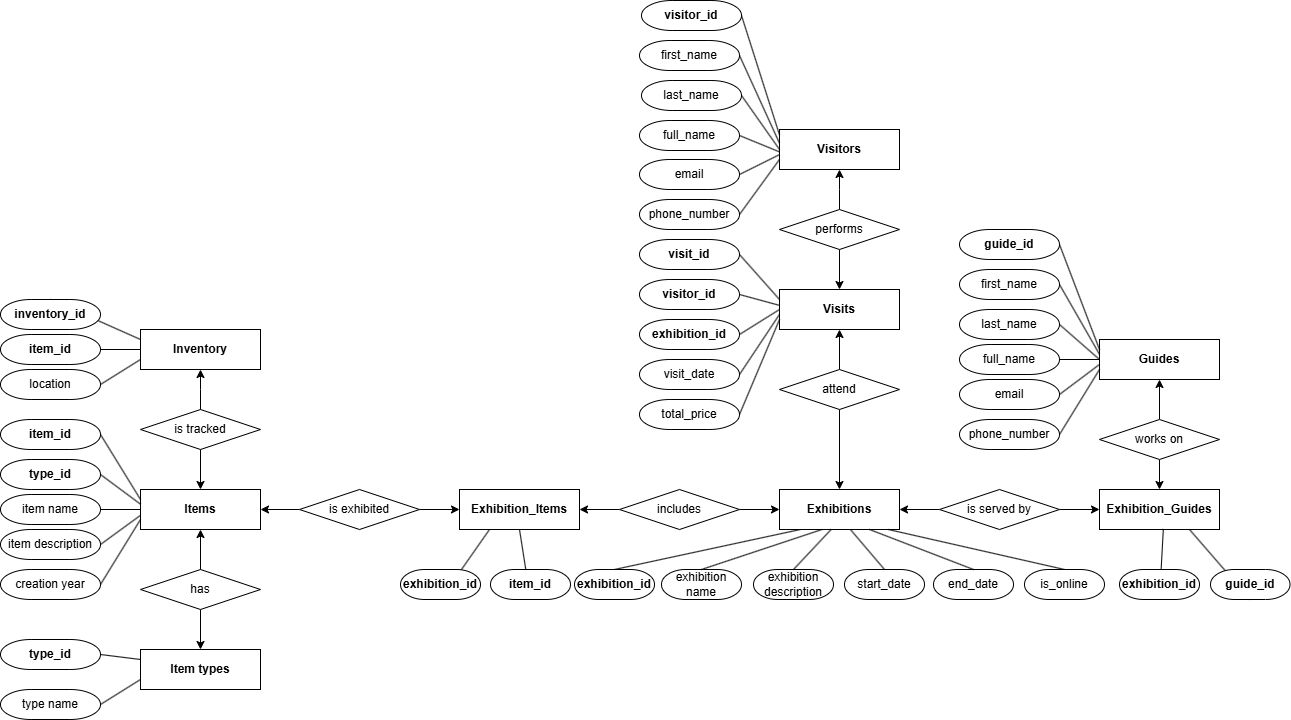 visitor_id
first_name
last_name
full_name
email
phone_number
Visitors
performs
visit_id
visitor_id
exhibition_id
visit_date
total_price
Visits
attend
guide_id
first_name
last_name
full_name
email
phone_number
Guides
works on
inventory_id
item_id
location
Inventory
is tracked
item_id
type_id
item name
item description
creation year
Items
is exhibited
Exhibition_Items
includes
Exhibitions
is served by
Exhibition_Guides
exhibition_id
item_id
exhibition_id
exhibition
name
exhibition
description
start_date
end_date
is_online
exhibition_id
guide_id
has
type_id
type name
Item types